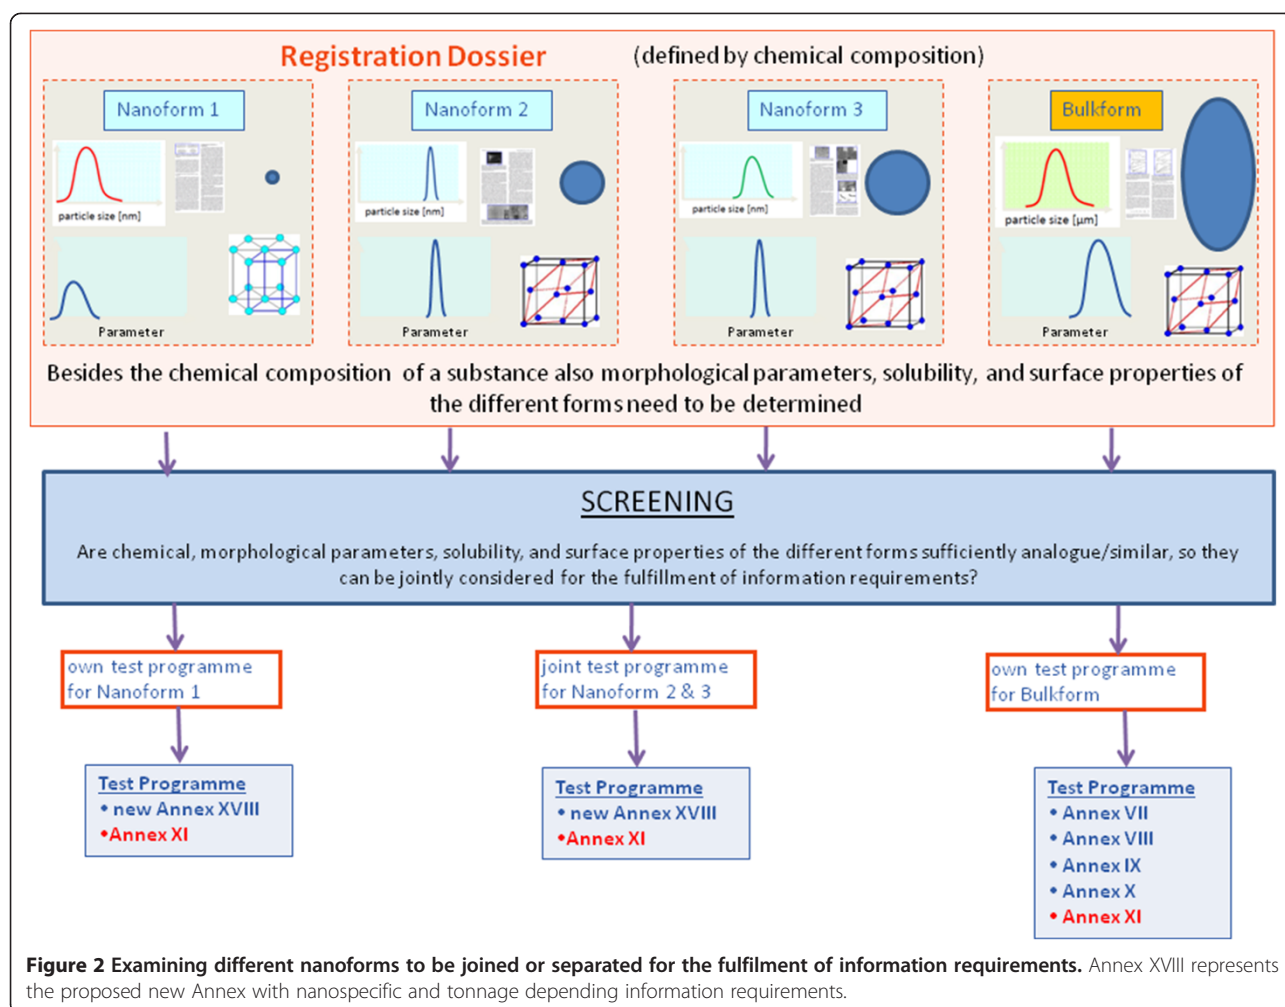 Registration Dossier (defined by chemical composition)
Nanoform 1
Nanoform 2
Nanoform 3
Bulkform
particle size [nm]
particle size [nm]
particle size [nm]
particle size [µm]
Parameter
Parameter
Parameter
Parameter
Besides the chemical composition of a substance also morphological parameters, solubility, and surface properties of
the different forms need to be determined
SCREENING
Are chemical, morphological parameters, solubility, and surface properties of the different forms sufficiently analogue/similar, so they
can be jointly considered for the fulfillment of information requirements?
own test programme
for Nanoform 1
joint test programme
for Nanoform 2 & 3
own test programme
for Bulkform
Test Programme
• new Annex XVIII
•Annex XI
Test Programme
• new Annex XVIII
•Annex XI
Test Programme
• Annex VII
• Annex VIII
• Annex IX
• Annex X
• Annex XI
Figure 2 Examining different nanoforms to be joined or separated for the fulfilment of information requirements. Annex XVIII represents
the proposed new Annex with nanospecific and tonnage depending information requirements.